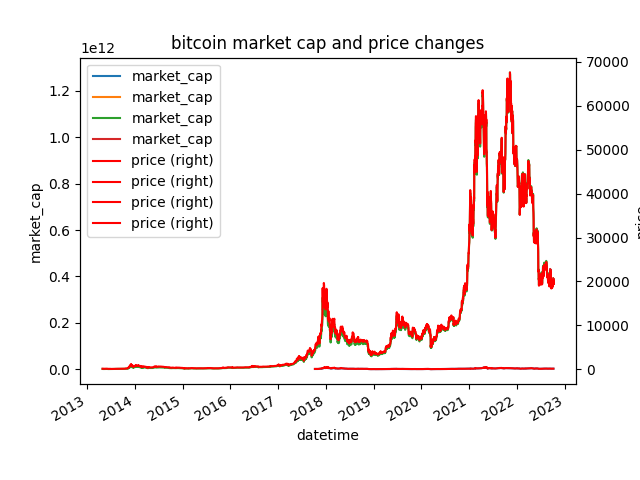 bitcoin market cap and price changes
1e12
market_cap
market_cap
market_cap
market_cap
price (right)
price (right)
price (right)
price (right)
market_cap
1.2
1.0
0.8
0.6
0.4
0.2
0.0
70000
60000
50000
40000
30000
20000
10000
0
price
2013
2014
2015
2016
2017
2018
2019
2020
2021
2022
2023
datetime